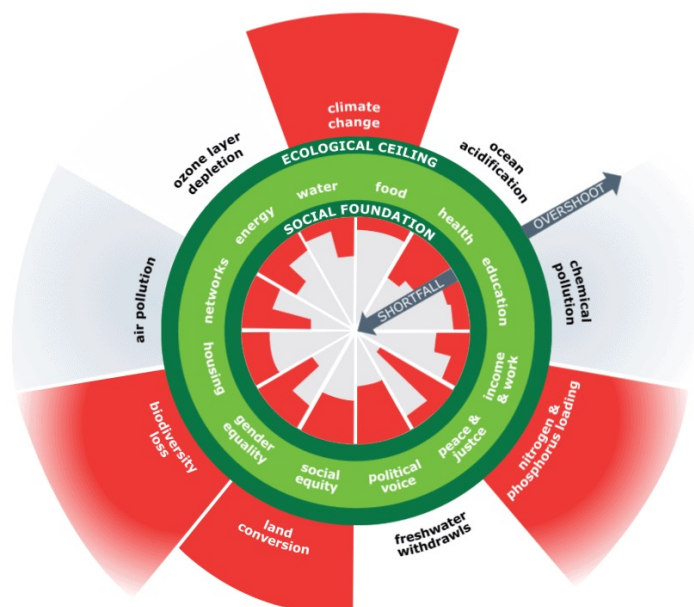 climate
change
ozone layer
depletion
ocean
acidification
ECOLOGICAL CEILING
water
food
energy
health
SOCIAL FOUNDATION
OVERSHOOT
SHORTFALL
networks
education
air pollution
chemical
pollution
housing
income
& work
gender
equality
peace &
justce
social
equity
political
voice
biodiversity
loss
nitrogen &
phosphorus loading
land
conversion
freshwater
withdrawls